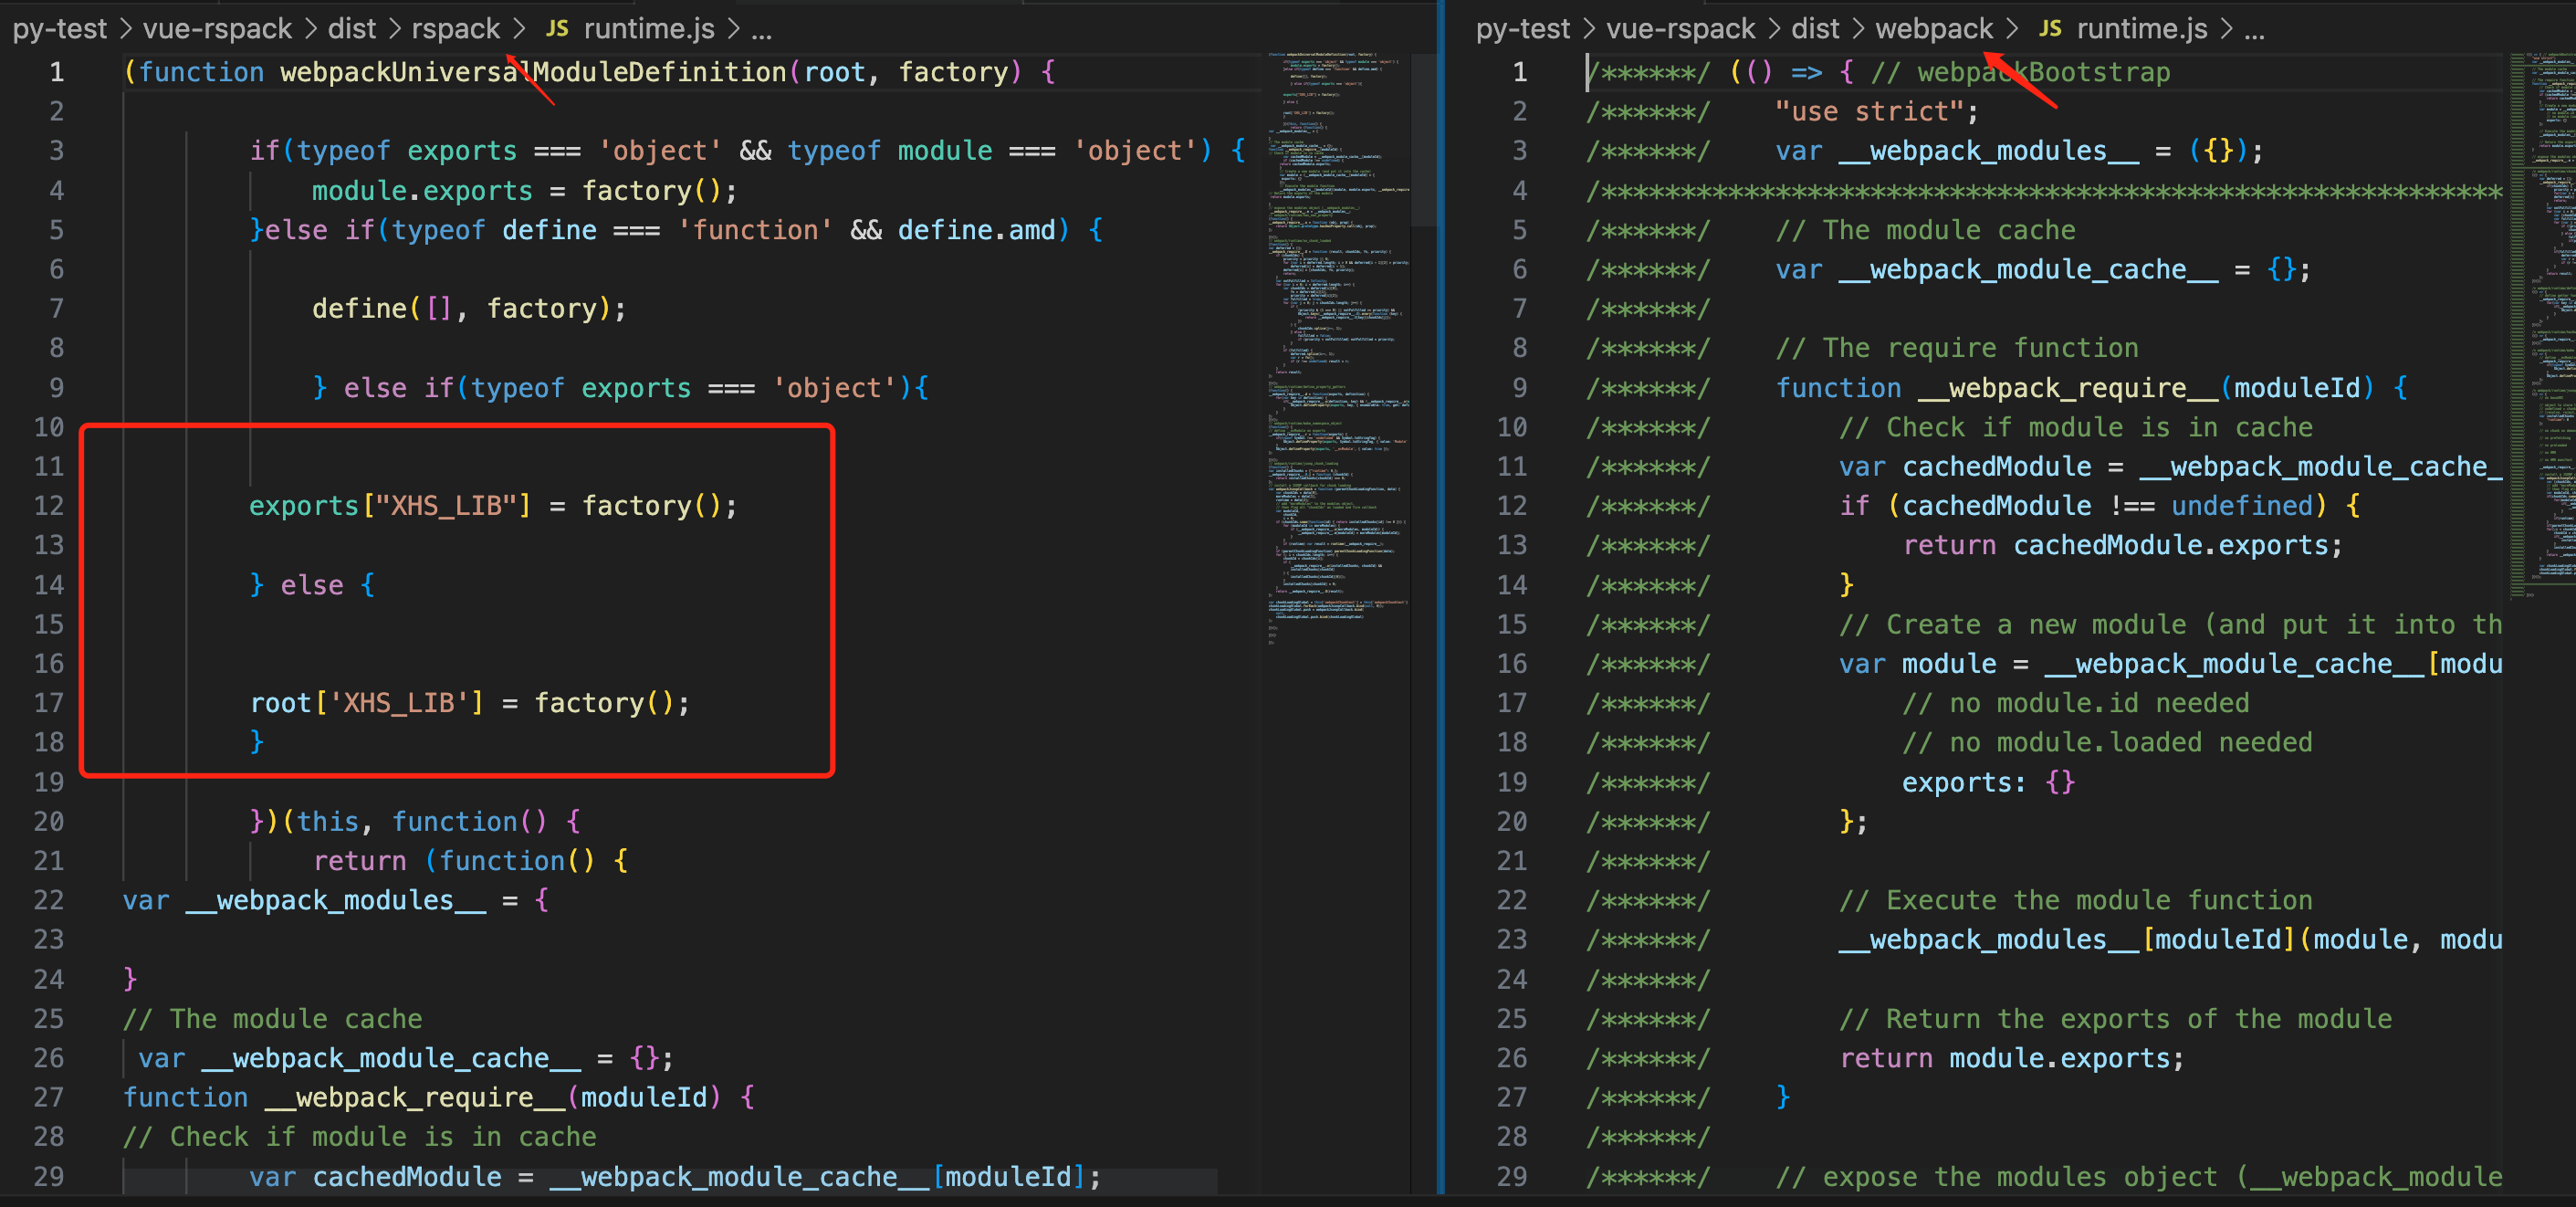 py-test > vue-rspack > dist > rspack > JS runtime.js > ...
1 (function webpackUniversalModuleDefinition(root, factory) {
2
3 if(typeof exports === 'object' && typeof module === 'object') {
4 module.exports = factory();
5 }else if(typeof define === 'function' && define.amd) {
6
7 define([], factory);
8
9 } else if(typeof exports === 'object'){
10
11
12 exports["XHS_LIB"] = factory();
13
14 } else {
15
16
17 root['XHS_LIB'] = factory();
18 }
19
20 })(this, function() {
21 return (function() {
22 var __webpack_modules__ = {
23
24 }
25 // The module cache
26 var __webpack_module_cache__ = {};
27 function __webpack_require__(moduleId) {
28 // Check if module is in cache
29 var cachedModule = __webpack_module_cache__[moduleId];
py-test > vue-rspack > dist > webpack > JS runtime.js > ...
1 /******/ (() => { // webpackBootstrap
2 /******/ "use strict";
3 /******/ var __webpack_modules__ = ({});
4 /************************************************************
5 /******/ // The module cache
6 /******/ var __webpack_module_cache__ = {};
7 /******/
8 /******/ // The require function
9 /******/ function __webpack_require__(moduleId) {
10 /******/ // Check if module is in cache
11 /******/ var cachedModule = __webpack_module_cache_
12 /******/ if (cachedModule !== undefined) {
13 /******/ return cachedModule.exports;
14 /******/ }
15 /******/ // Create a new module (and put it into th
16 /******/ var module = __webpack_module_cache__[modu
17 /******/ // no module.id needed
18 /******/ // no module.loaded needed
19 /******/ exports: {}
20 /******/ };
21 /******/
22 /******/ // Execute the module function
23 /******/ __webpack_modules__[moduleId](module, modu
24 /******/
25 /******/ // Return the exports of the module
26 /******/ return module.exports;
27 /******/ }
28 /******/
29 /******/ // expose the modules object (__webpack_module